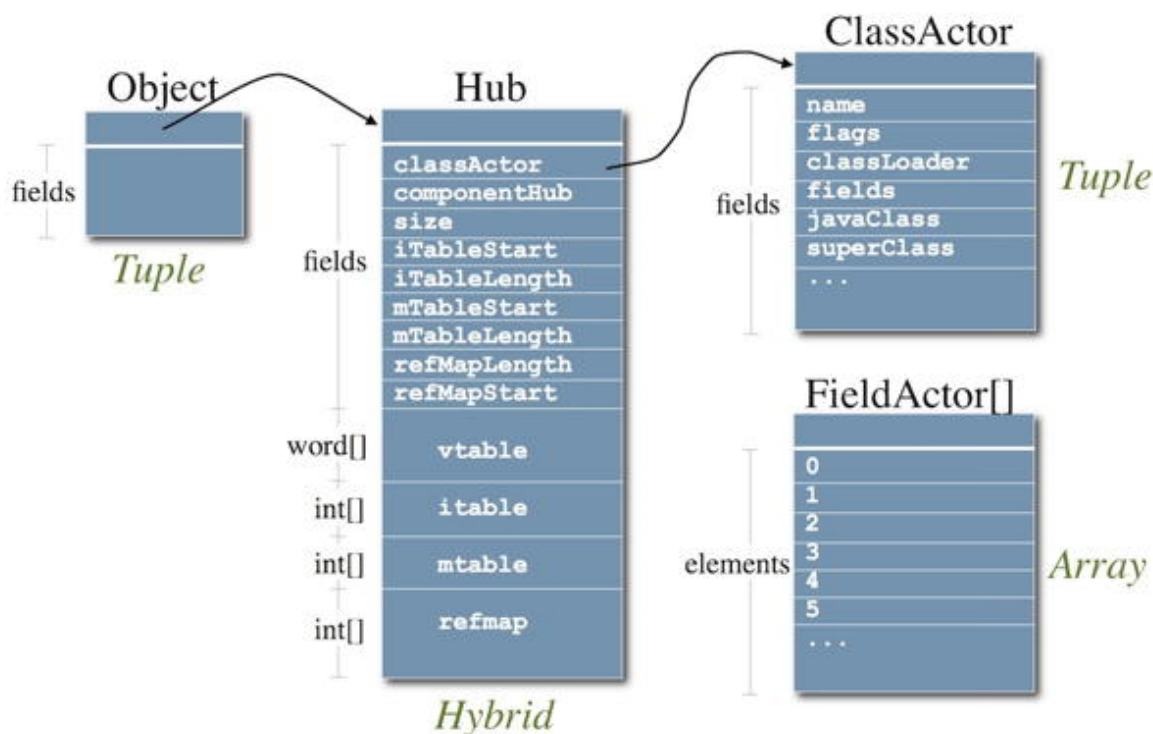 Object
fields
Tuple
Hub
fields
classActor
componentHub
size
iTableStart
iTableLength
mTableStart
mTableLength
refMapLength
refMapStart
word[]
vtable
int[]
itable
int[]
mtable
int[]
refmap
Hybrid
ClassActor
fields
name
flags
classLoader
fields
javaClass
superClass
...
Tuple
FieldActor[]
elements
0
1
2
3
4
5
...
Array